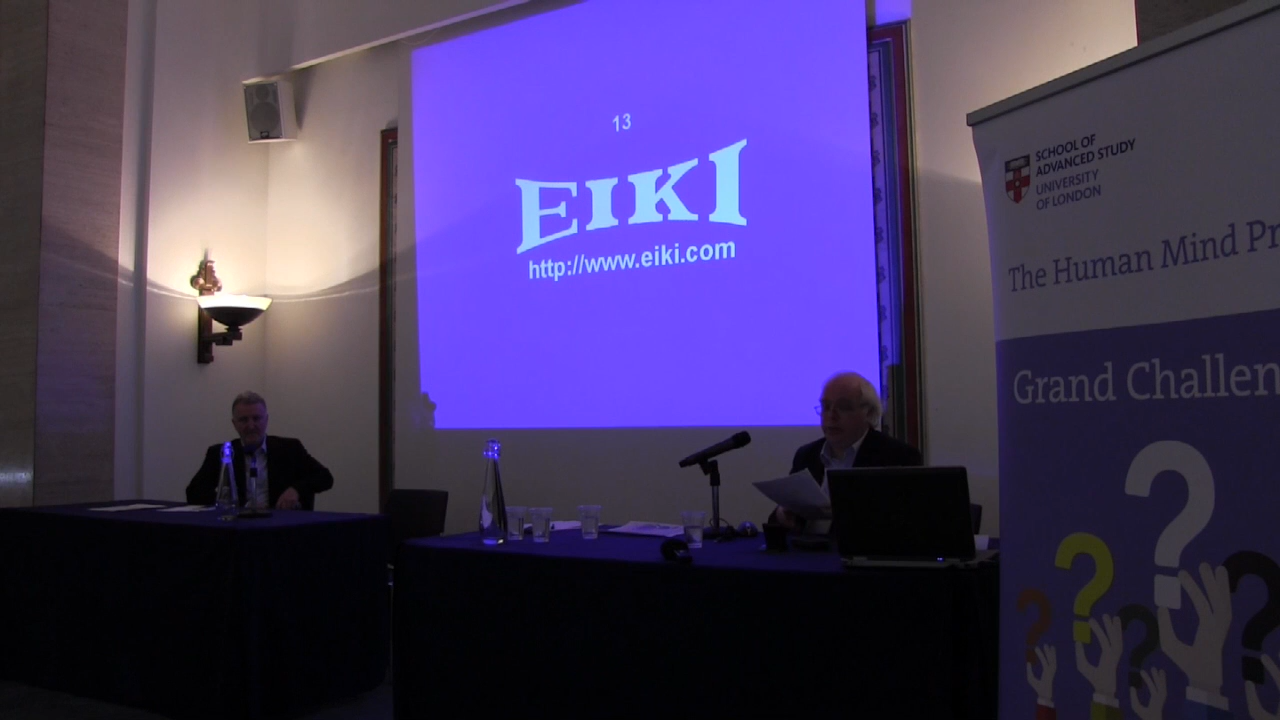 13
EIKI
http://www.eiki.com
SCHOOL OF
ADVANCED STUDY
UNIVERSITY
OF LONDON
The Human Mind Pr
Grand Challen